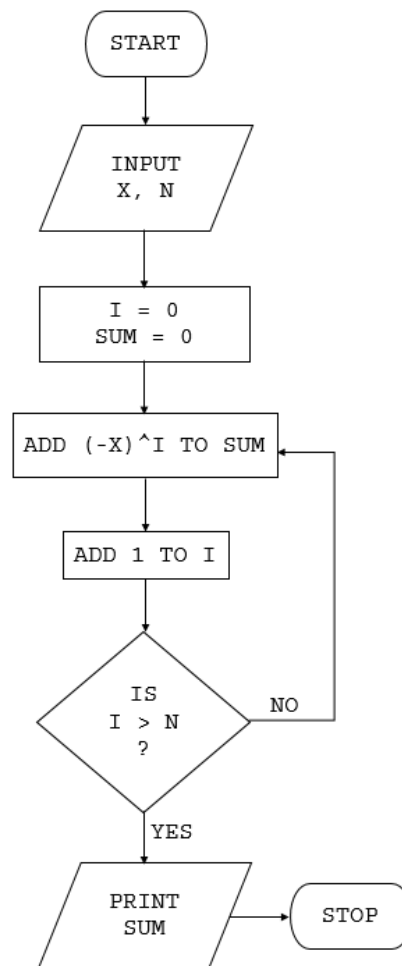 START
INPUT
X, N
I = 0
SUM = 0
ADD (-X)^I TO SUM
ADD 1 TO I
IS
I > N
?
NO
YES
PRINT
SUM
STOP